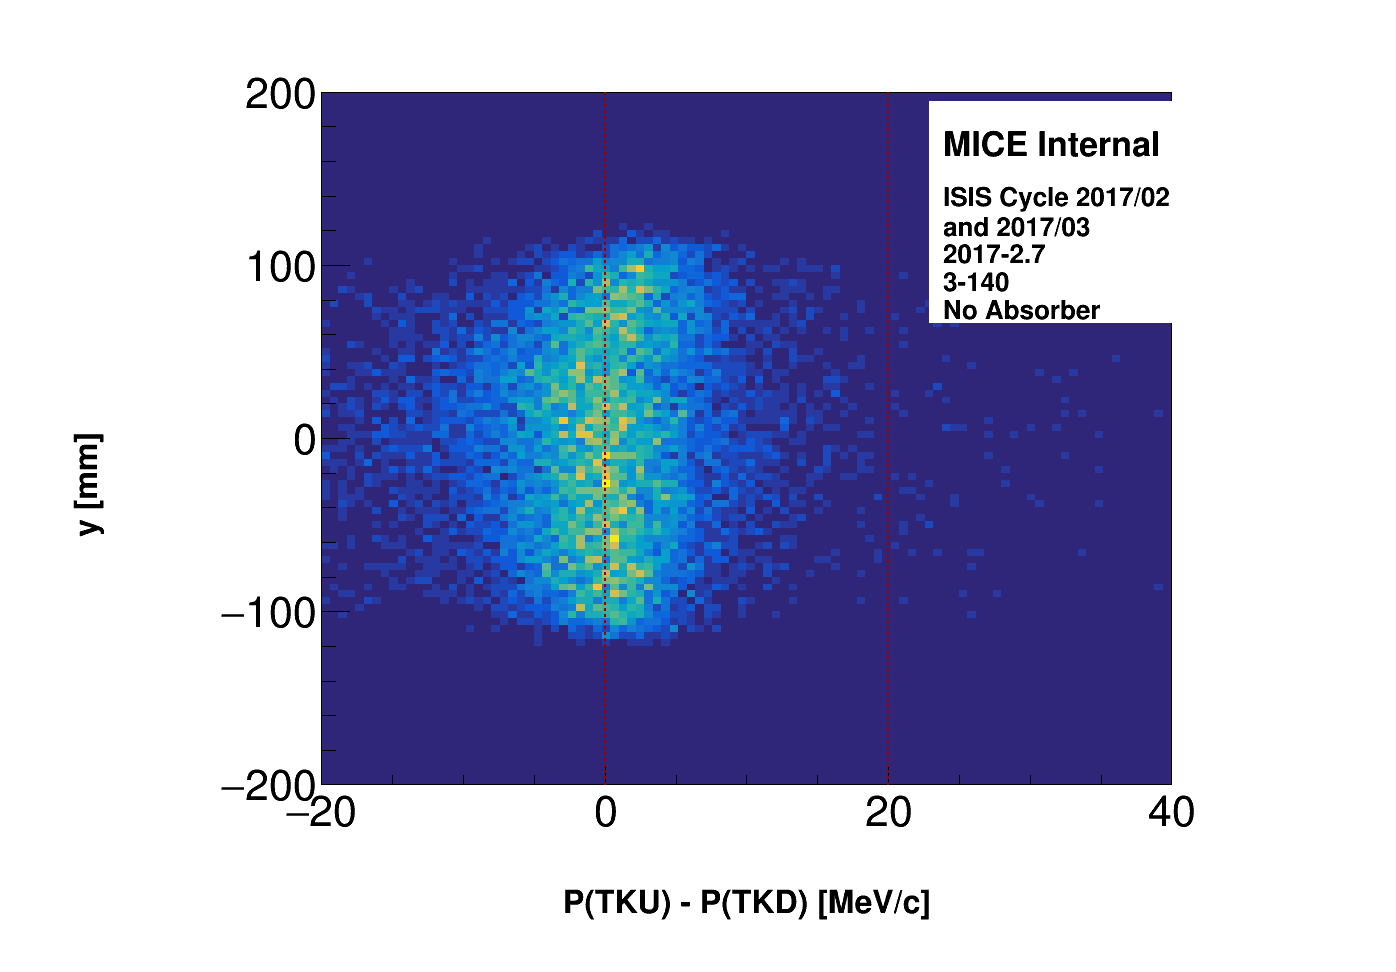 200
100
0
−100
−200
−20
0
20
40
y [mm]
P(TKU) - P(TKD) [MeV/c]
MICE Internal
ISIS Cycle 2017/02
and 2017/03
2017-2.7
3-140
No Absorber